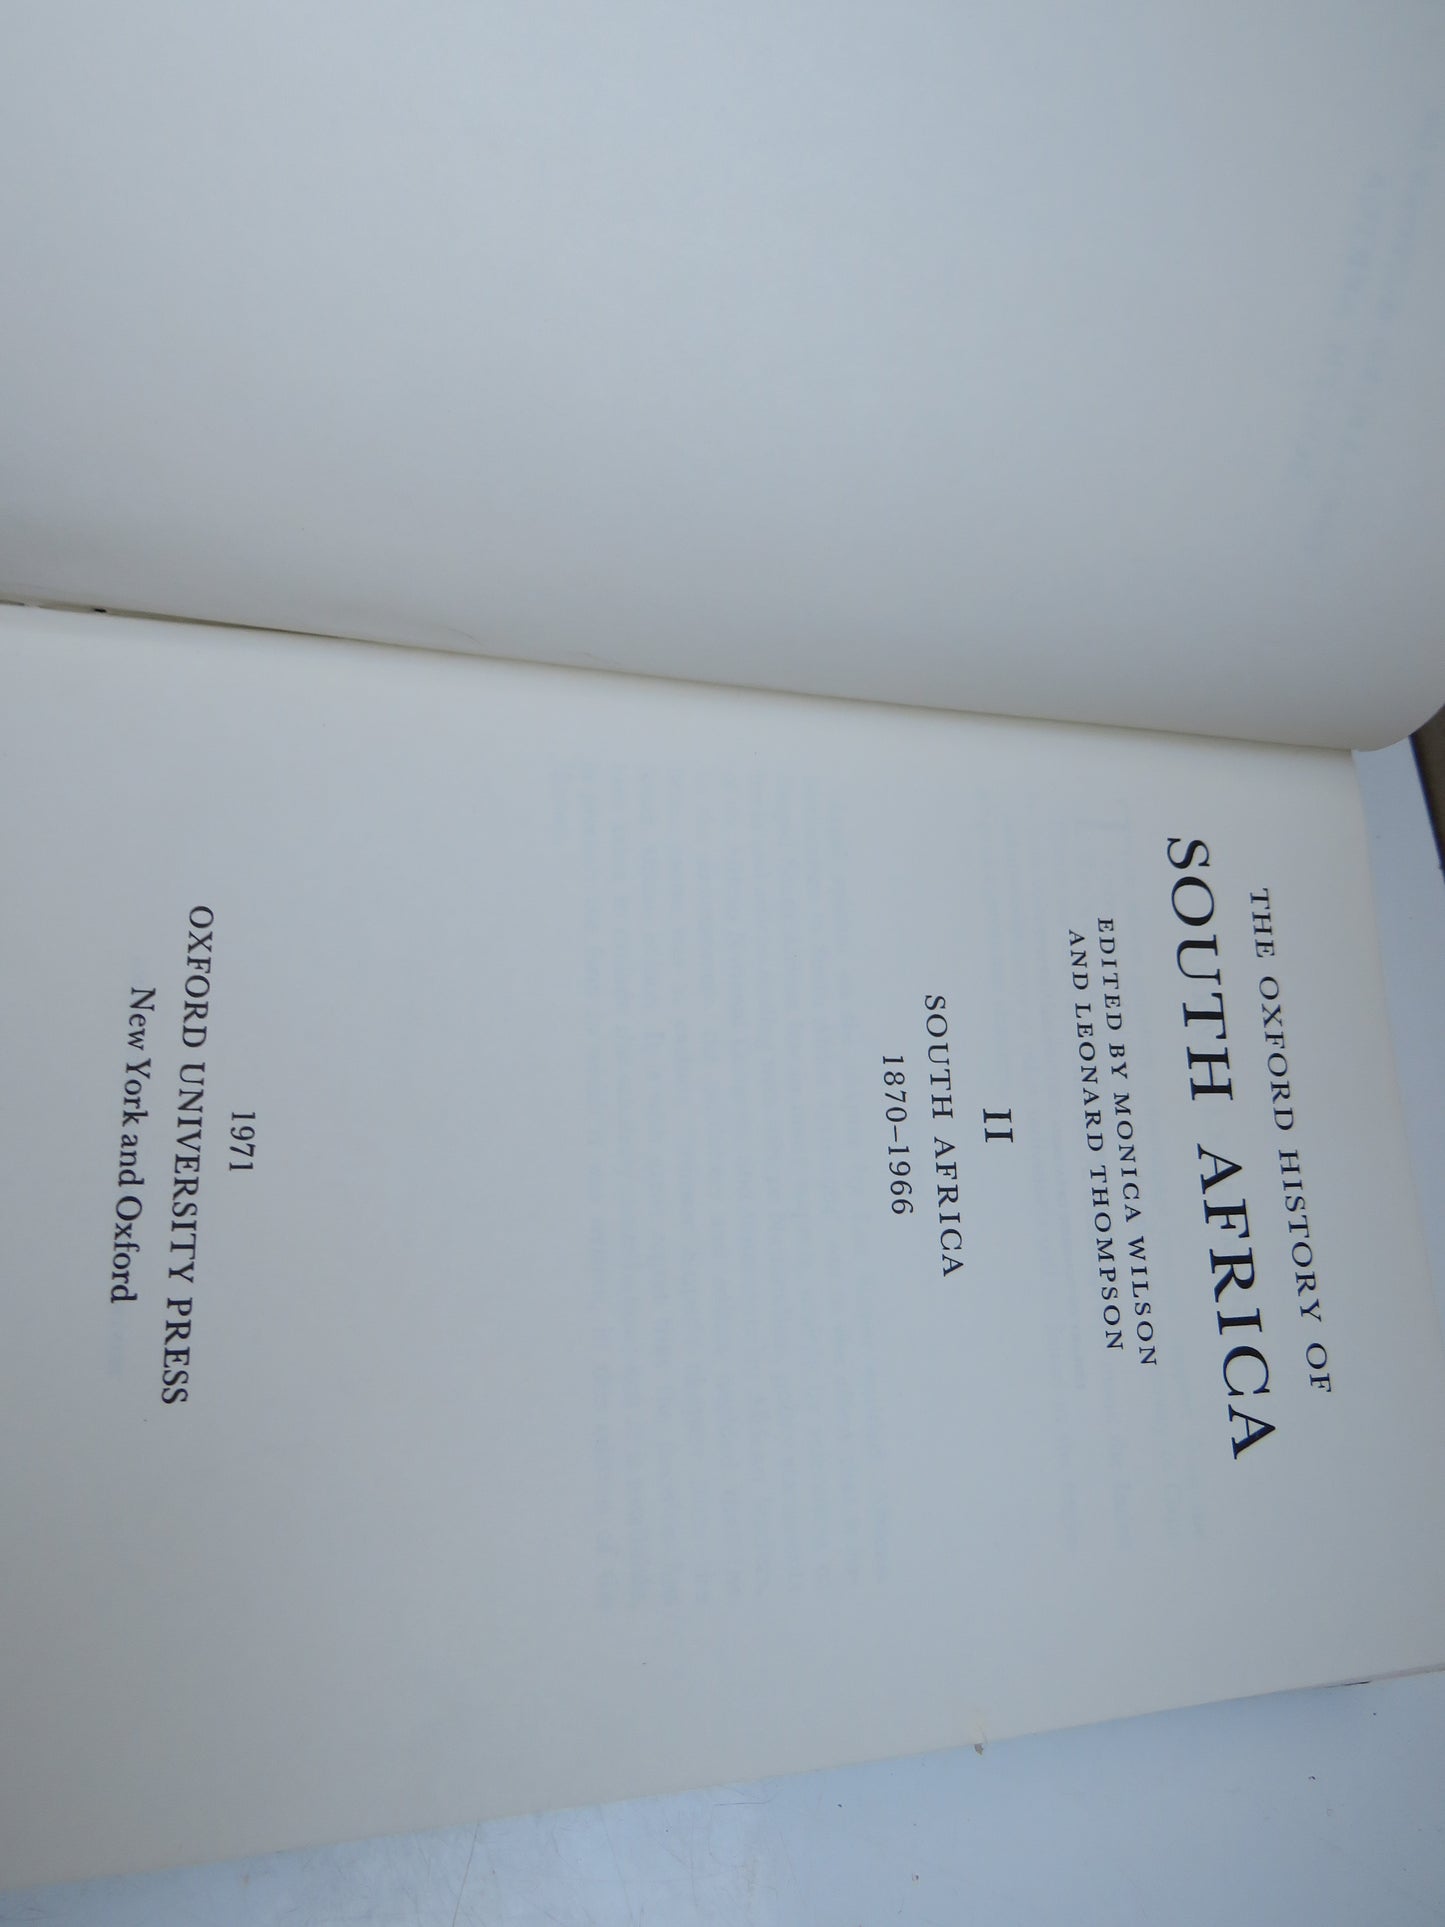 THE OXFORD HISTORY OF
SOUTH AFRICA
EDITED BY MONICA WILSON
AND LEONARD THOMPSON
II
SOUTH AFRICA
1870–1966
1971
OXFORD UNIVERSITY PRESS
New York and Oxford